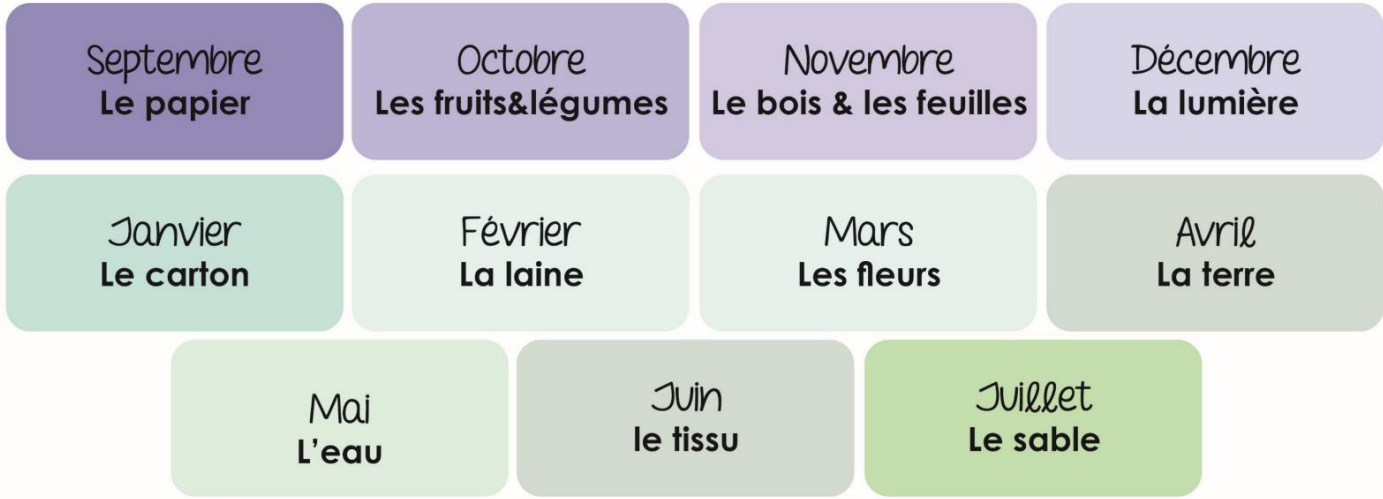 Septembre
Le papier
Octobre
Les fruits&légumes
Novembre
Le bois & les feuilles
Décembre
La lumière
Janvier
Le carton
Février
La laine
Mars
Les fleurs
Avril
La terre
Mai
L’eau
Juin
le tissu
Juillet
Le sable